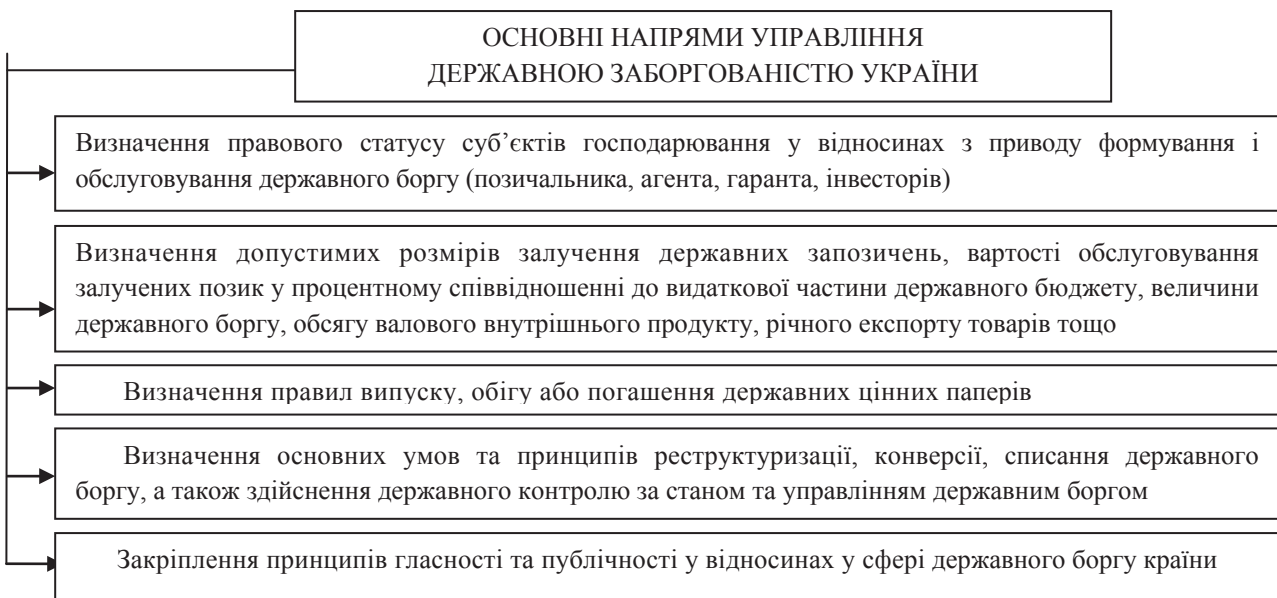 ОСНОВНІ НАПРЯМИ УПРАВЛІННЯ
ДЕРЖАВНОЮ ЗАБОРГОВАНІСТЮ УКРАЇНИ
Визначення правового статусу суб’єктів господарювання у відносинах з приводу формування і
обслуговування державного боргу (позичальника, агента, гаранта, інвесторів)
Визначення допустимих розмірів залучення державних запозичень, вартості обслуговування
залучених позик у процентному співвідношенні до видаткової частини державного бюджету, величини
державного боргу, обсягу валового внутрішнього продукту, річного експорту товарів тощо
Визначення правил випуску, обігу або погашення державних цінних паперів
Визначення основних умов та принципів реструктуризації, конверсії, списання державного
боргу, а також здійснення державного контролю за станом та управлінням державним боргом
Закріплення принципів гласності та публічності у відносинах у сфері державного боргу країни